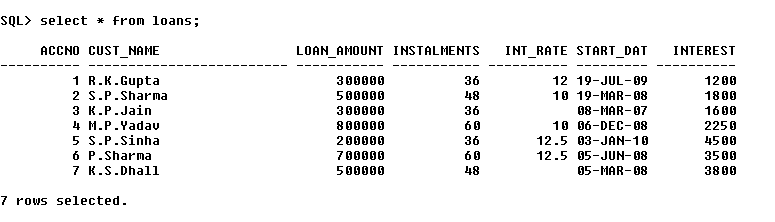 SQL> select * from loans;
ACCNO CUST_NAME LOAN_AMOUNT INSTALMENTS INT_RATE START_DAT INTEREST
---------- ------------------------- ----------- ----------- ---------- --------- ----------
1 R.K.Gupta 300000 36 12 19-JUL-09 1200
2 S.P.Sharma 500000 48 10 19-MAR-08 1800
3 K.P.Jain 300000 36 08-MAR-07 1600
4 M.P.Yadav 800000 60 10 06-DEC-08 2250
5 S.P.Sinha 200000 36 12.5 03-JAN-10 4500
6 P.Sharma 700000 60 12.5 05-JUN-08 3500
7 K.S.Dhall 500000 48 05-MAR-08 3800
7 rows selected.